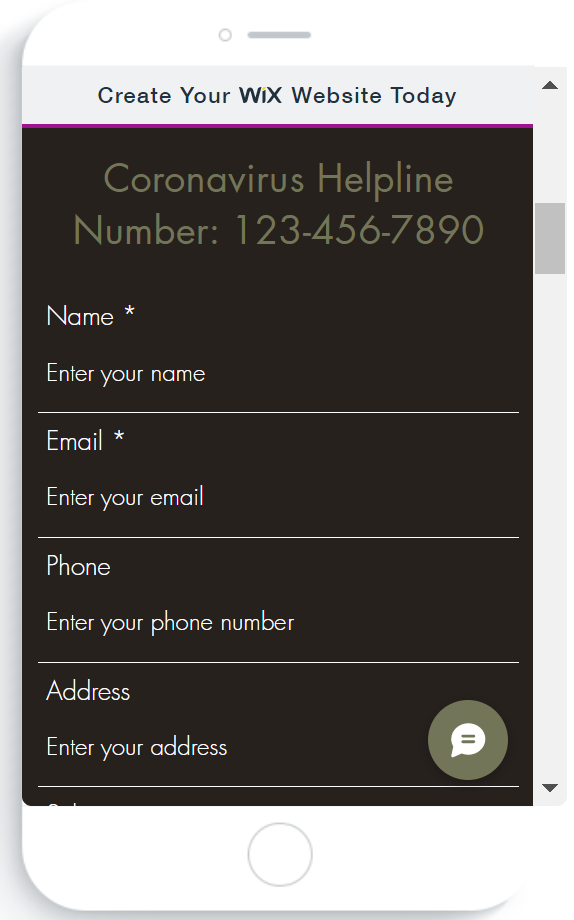 Create Your WiX Website Today
Coronavirus Helpline
Number: 123-456-7890
Name *
Enter your name
Email *
Enter your email
Phone
Enter your phone number
Address
Enter your address